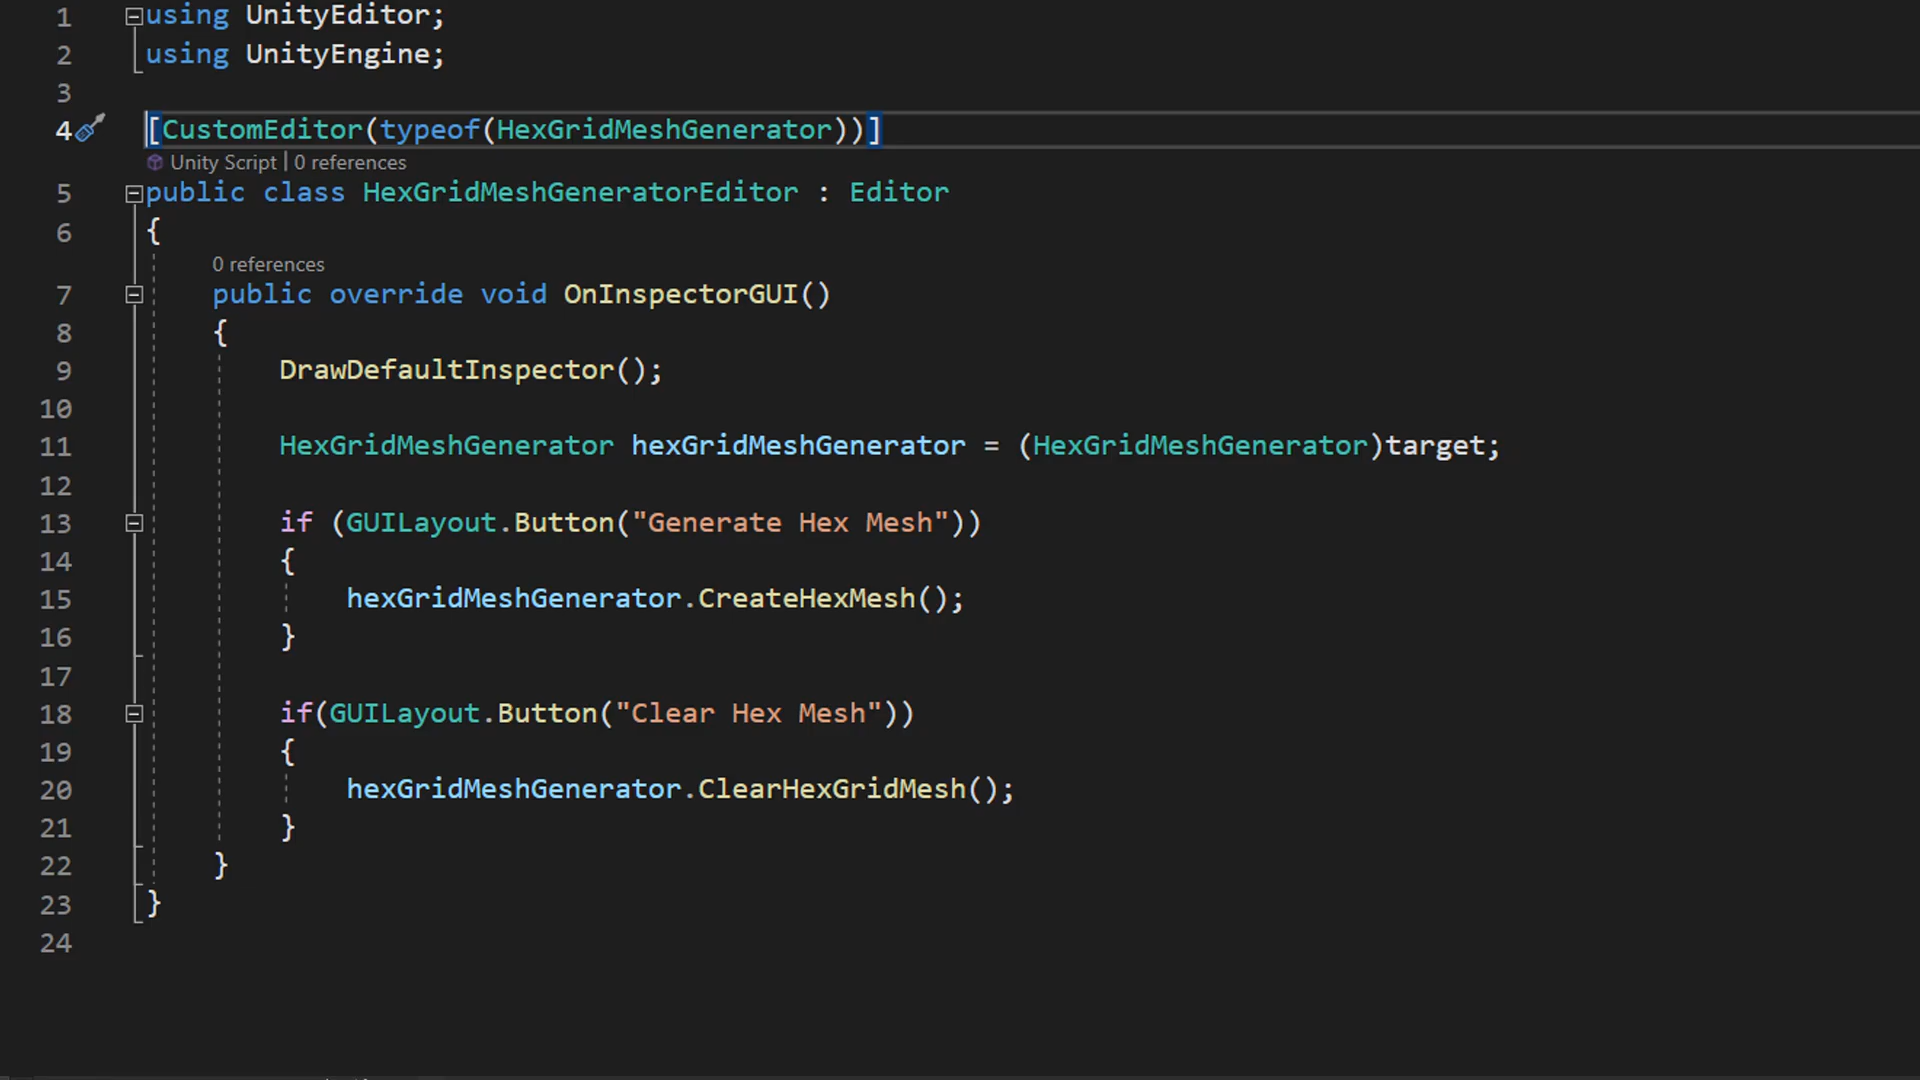 1 using UnityEditor;
2 using UnityEngine;
3
4 [CustomEditor(typeof(HexGridMeshGenerator))]
Unity Script | 0 references
5 public class HexGridMeshGeneratorEditor : Editor
6 {
0 references
7 public override void OnInspectorGUI()
8 {
9 DrawDefaultInspector();
10
11 HexGridMeshGenerator hexGridMeshGenerator = (HexGridMeshGenerator)target;
12
13 if (GUILayout.Button("Generate Hex Mesh"))
14 {
15 hexGridMeshGenerator.CreateHexMesh();
16 }
17
18 if(GUILayout.Button("Clear Hex Mesh"))
19 {
20 hexGridMeshGenerator.ClearHexGridMesh();
21 }
22 }
23 }
24